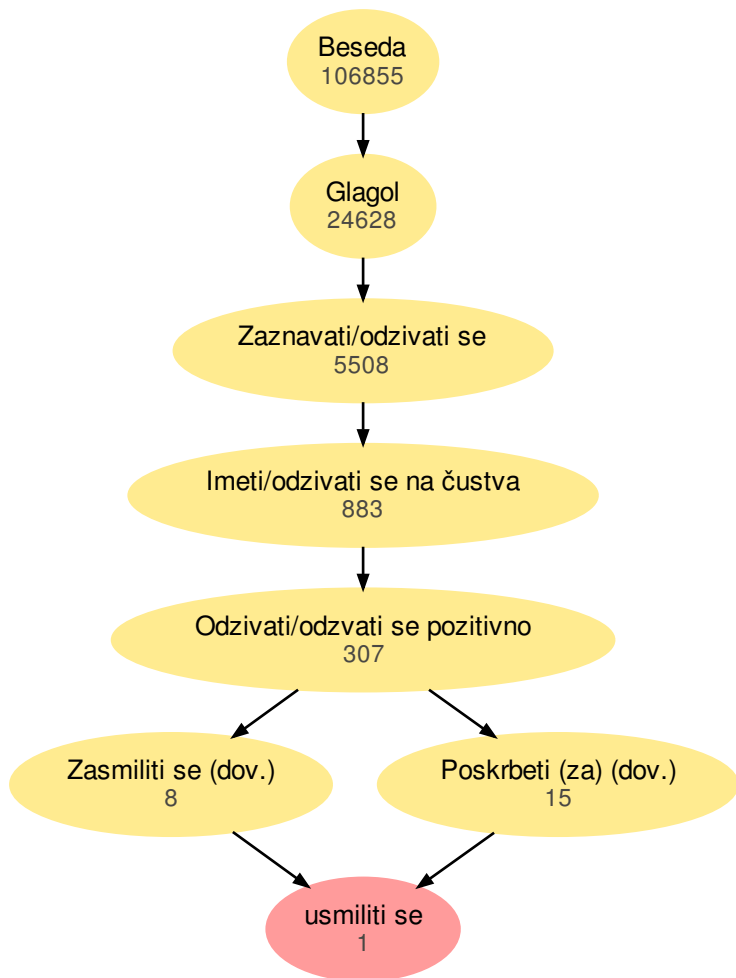 Beseda
106855
Glagol
24628
Zaznavati/odzivati se
5508
Imeti/odzivati se na čustva
883
Odzivati/odzvati se pozitivno
307
Zasmiliti se (dov.)
8
Poskrbeti (za) (dov.)
15
usmiliti se
1